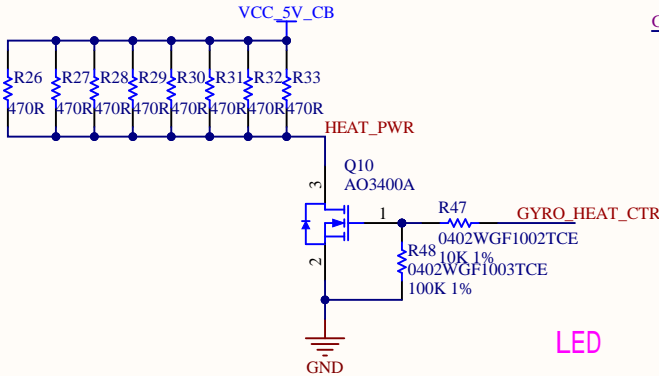 VCC_5V_CB
R26 R27 R28 R29 R30 R31 R32 R33
470R 470R 470R 470R 470R 470R 470R 470R
HEAT_PWR
Q10
AO3400A
3
1
2
R47
GYRO_HEAT_CTR
0402WGF1002TCE
10K 1%
R48
0402WGF1003TCE
100K 1%
GND
LED